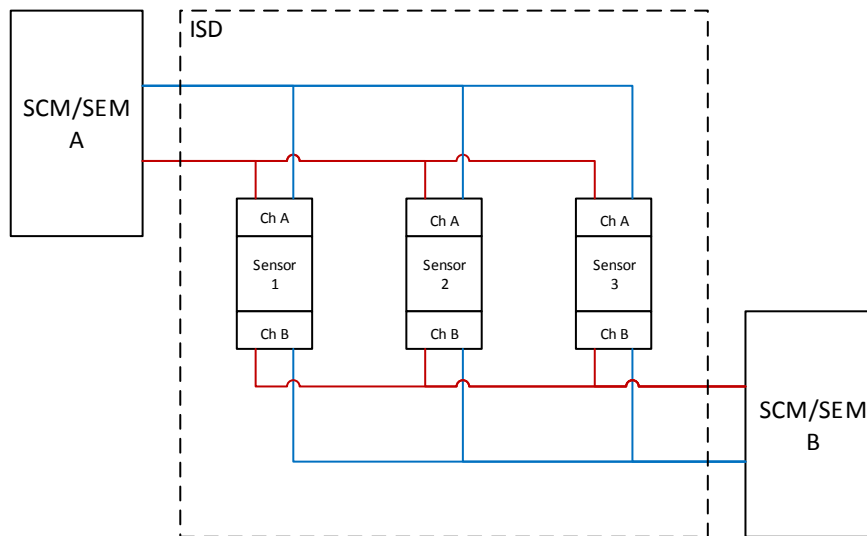 ISD
SCM/SEM
A
Ch A
Ch A
Ch A
Sensor
1
Sensor
2
Sensor
3
Ch B
Ch B
Ch B
SCM/SEM
B